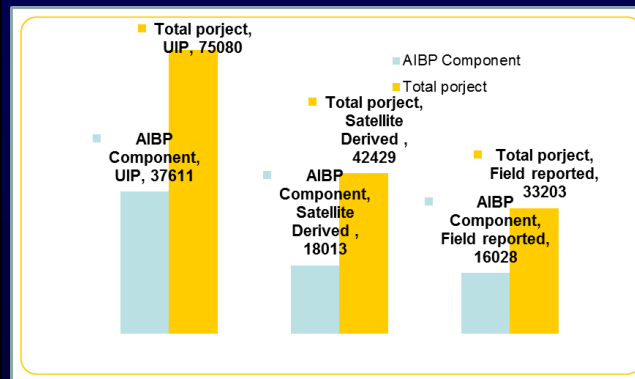 Total porject,
UIP, 75080
AIBP Component
Total porject
AIBP
Component,
UIP, 37611
Total porject,
Satellite
Derived ,
42429
AIBP
Component,
Satellite
Derived ,
18013
Total porject,
Field reported,
33203
AIBP
Component,
Field reported,
16028